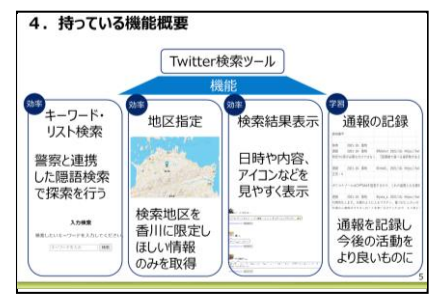 4．持っている機能概要
Twitter検索ツール
機能
効率
キーワード・
リスト検索
警察と連携
した隠語検索
で探索を行う
入力検索
検索
効率
地区指定
検索地区を
香川に限定し
ほしい情報
のみを取得
効率
検索結果表示
日時や内容、
アイコンなどを
見やすく表示
学習
通報の記録
通報を記録し
今後の活動を
より良いものに
5